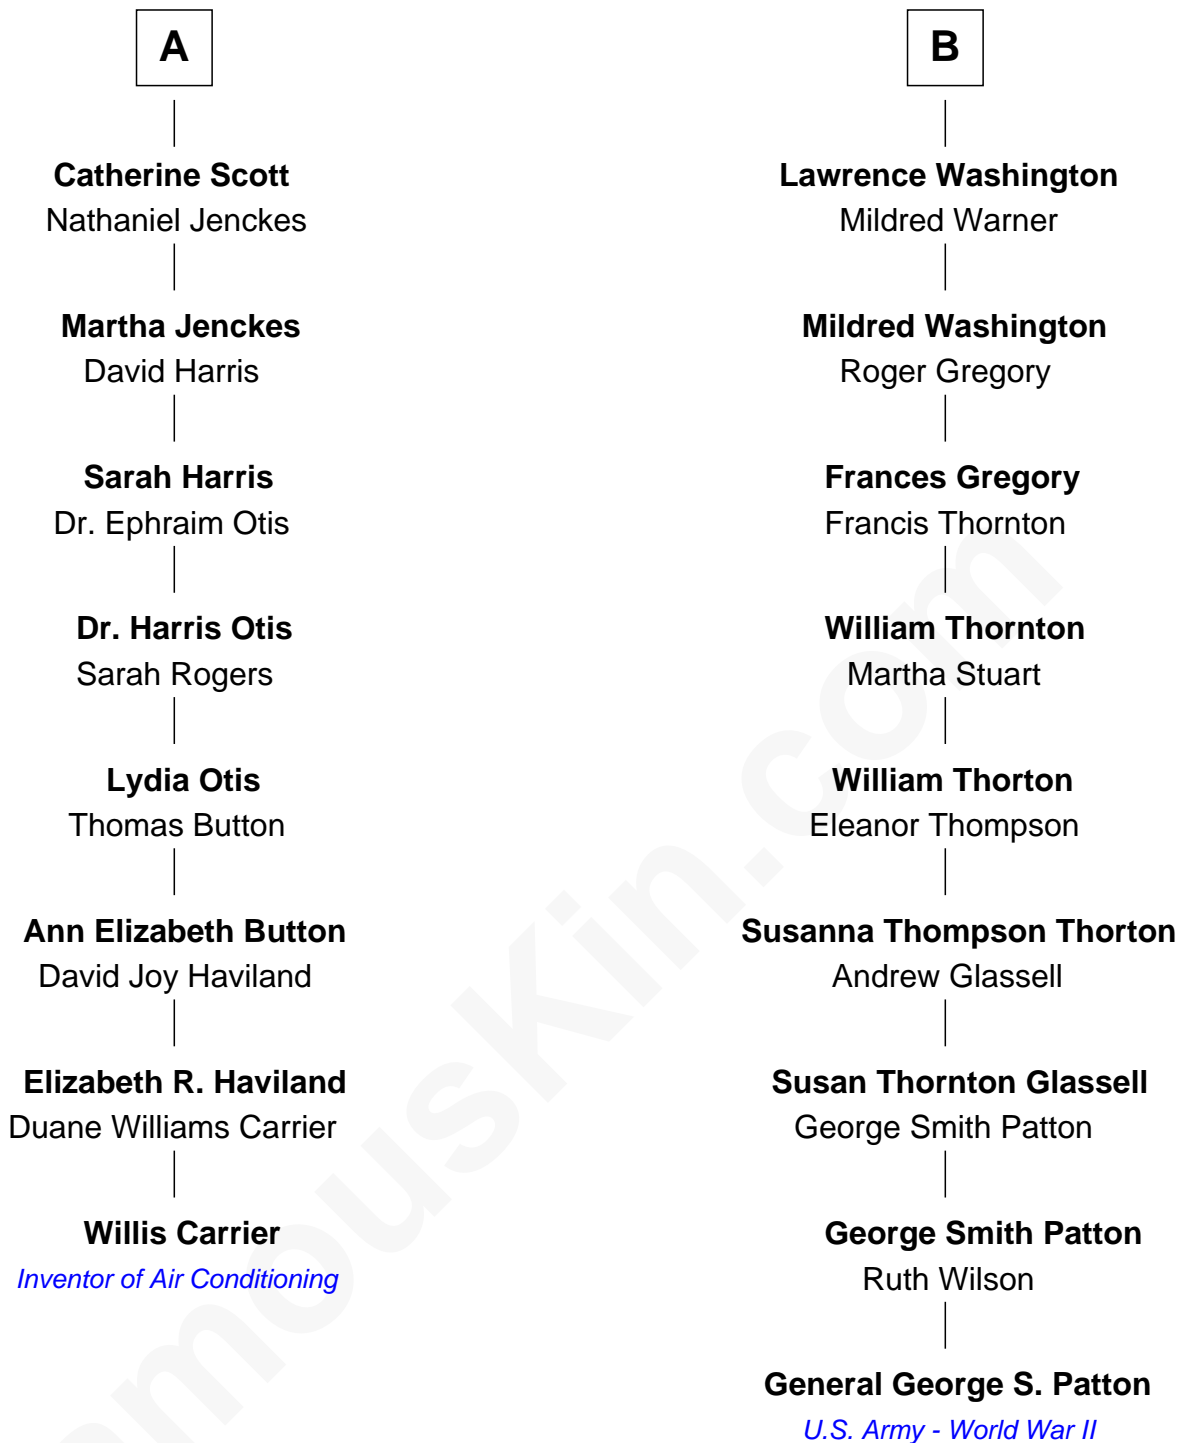 A
Catherine Scott
Nathaniel Jenckes
Martha Jenckes
David Harris
Sarah Harris
Dr. Ephraim Otis
Dr. Harris Otis
Sarah Rogers
Lydia Otis
Thomas Button
Ann Elizabeth Button
David Joy Haviland
Elizabeth R. Haviland
Duane Williams Carrier
Willis Carrier
Inventor of Air Conditioning
B
Lawrence Washington
Mildred Warner
Mildred Washington
Roger Gregory
Frances Gregory
Francis Thornton
William Thornton
Martha Stuart
William Thorton
Eleanor Thompson
Susanna Thompson Thorton
Andrew Glassell
Susan Thornton Glassell
George Smith Patton
George Smith Patton
Ruth Wilson
General George S. Patton
U.S. Army - World War II
amousKin.com